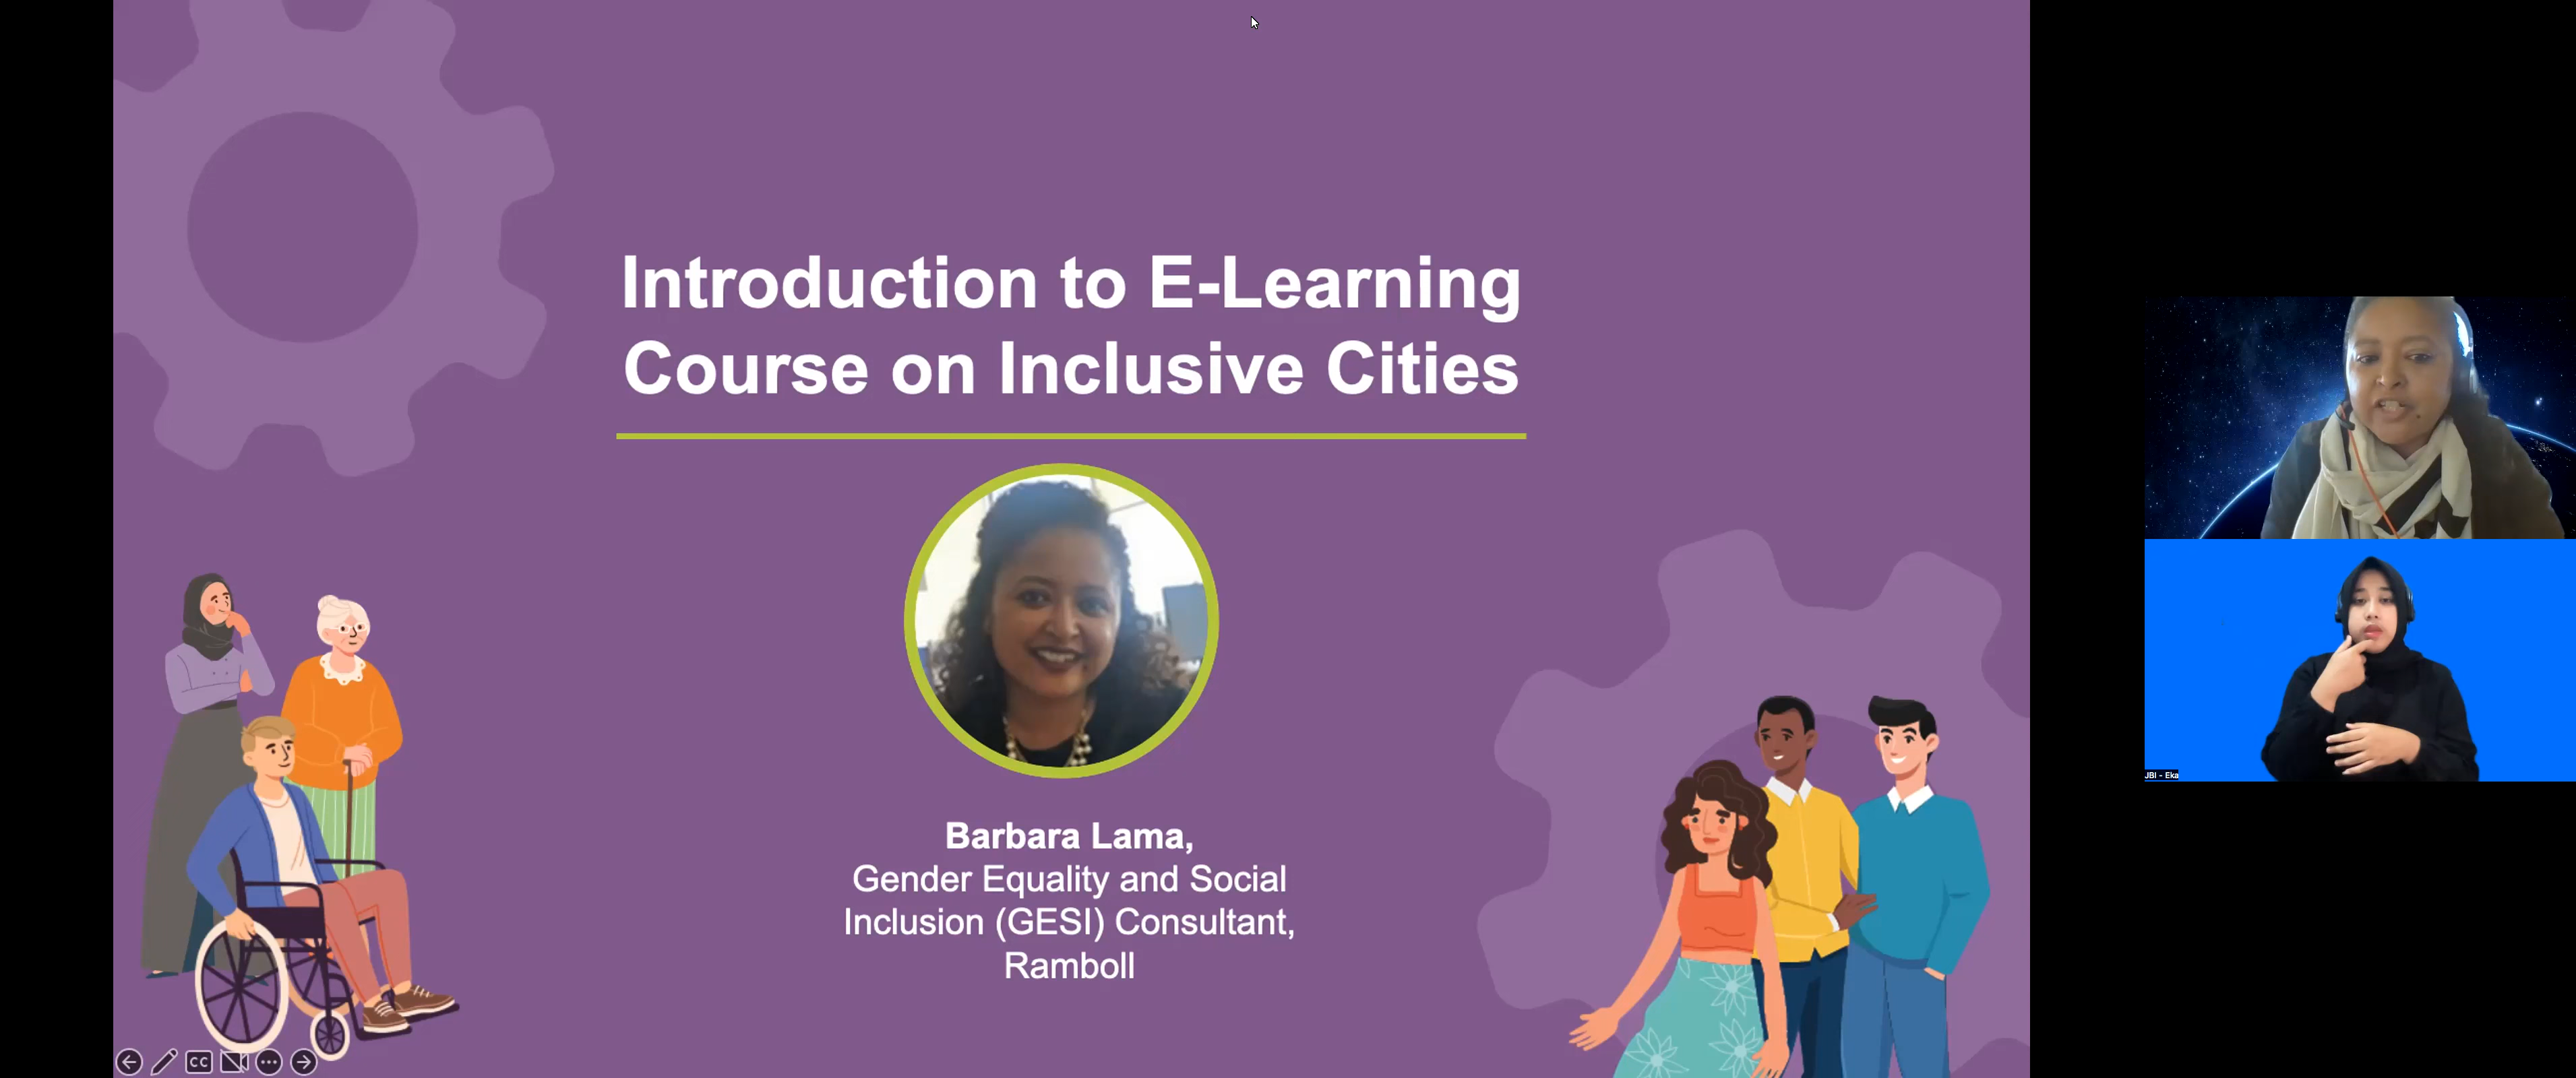 Introduction to E-Learning
Course on Inclusive Cities
Barbara Lama,
Gender Equality and Social
Inclusion (GESI) Consultant,
Ramboll
CC
JBI - Eka